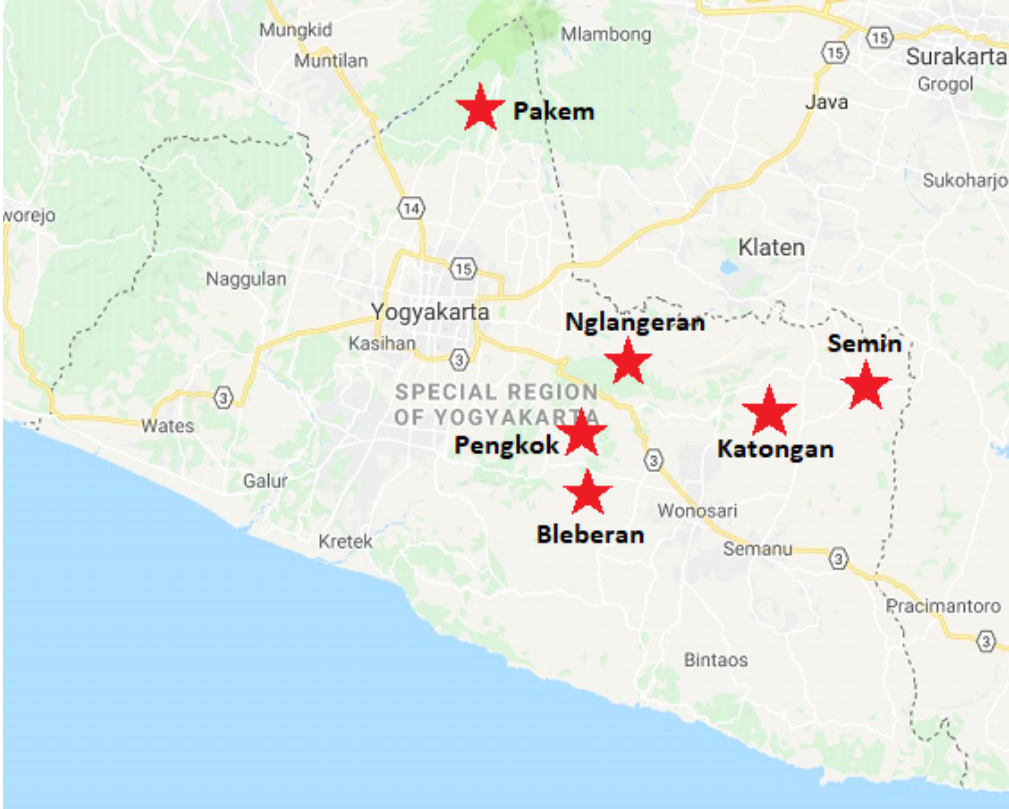 Mungkid
Mlambong
15
15
Muntilan
Surakarta
Grogol
Java
Pakem
Sukoharjo
worejo
14
Klaten
Naggulan
15
Yogyakarta
Nglangeran
Kasihan
Semin
3
SPECIAL REGION
OF YOGYAKARTA
3
Wates
Pengkok
Katongan
3
Galur
Wonosari
Bleberan
Kretek
Semanu
3
Pracimantoro
3
Bintaos